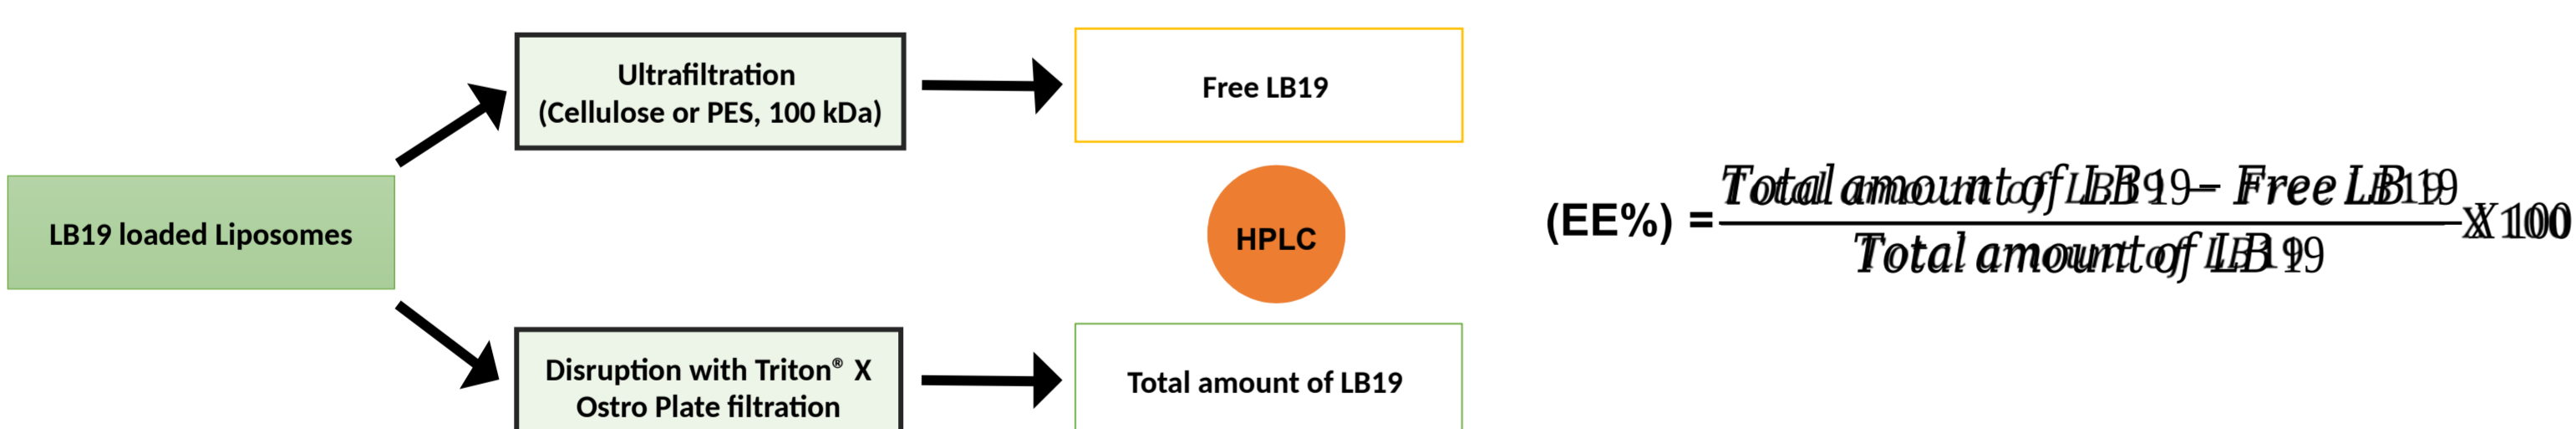 Ultrafiltration
(Cellulose or PES, 100 kDa)
Free LB19
LB19 loaded Liposomes
HPLC
(EE%) =
Total amount of LB19 – Free LB19
Total amount of LB19
X 100
Disruption with Triton® X
Ostro Plate filtration
Total amount of LB19